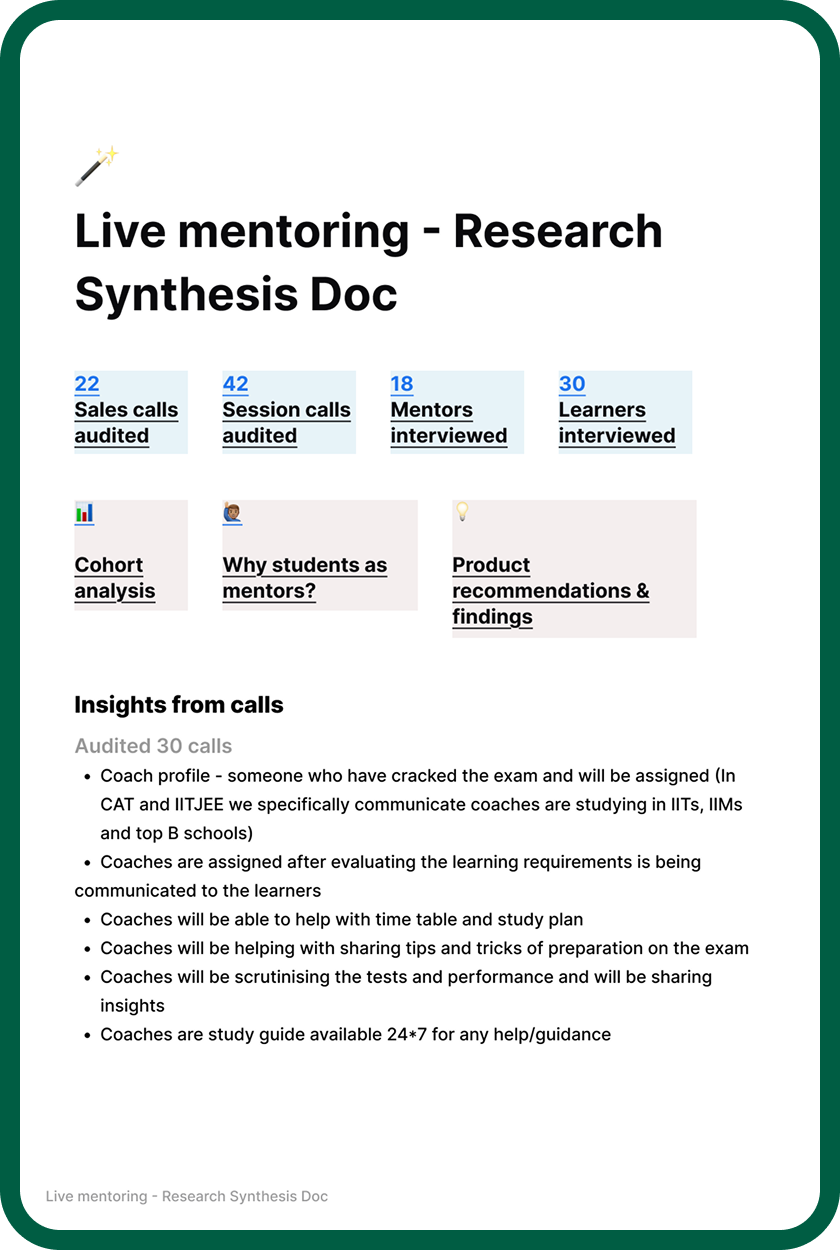 Live mentoring - Research
Synthesis Doc
22
Sales calls
audited
42
Session calls
audited
18
Mentors
interviewed
30
Learners
interviewed
Cohort
analysis
Why students as
mentors?
Product
recommendations &
findings
Insights from calls
Audited 30 calls
• Coach profile - someone who have cracked the exam and will be assigned (In
CAT and IITJEE we specifically communicate coaches are studying in IITs, IIMs
and top B schools)
• Coaches are assigned after evaluating the learning requirements is being
communicated to the learners
• Coaches will be able to help with time table and study plan
• Coaches will be helping with sharing tips and tricks of preparation on the exam
• Coaches will be scrutinising the tests and performance and will be sharing
insights
• Coaches are study guide available 24*7 for any help/guidance
Live mentoring - Research Synthesis Doc